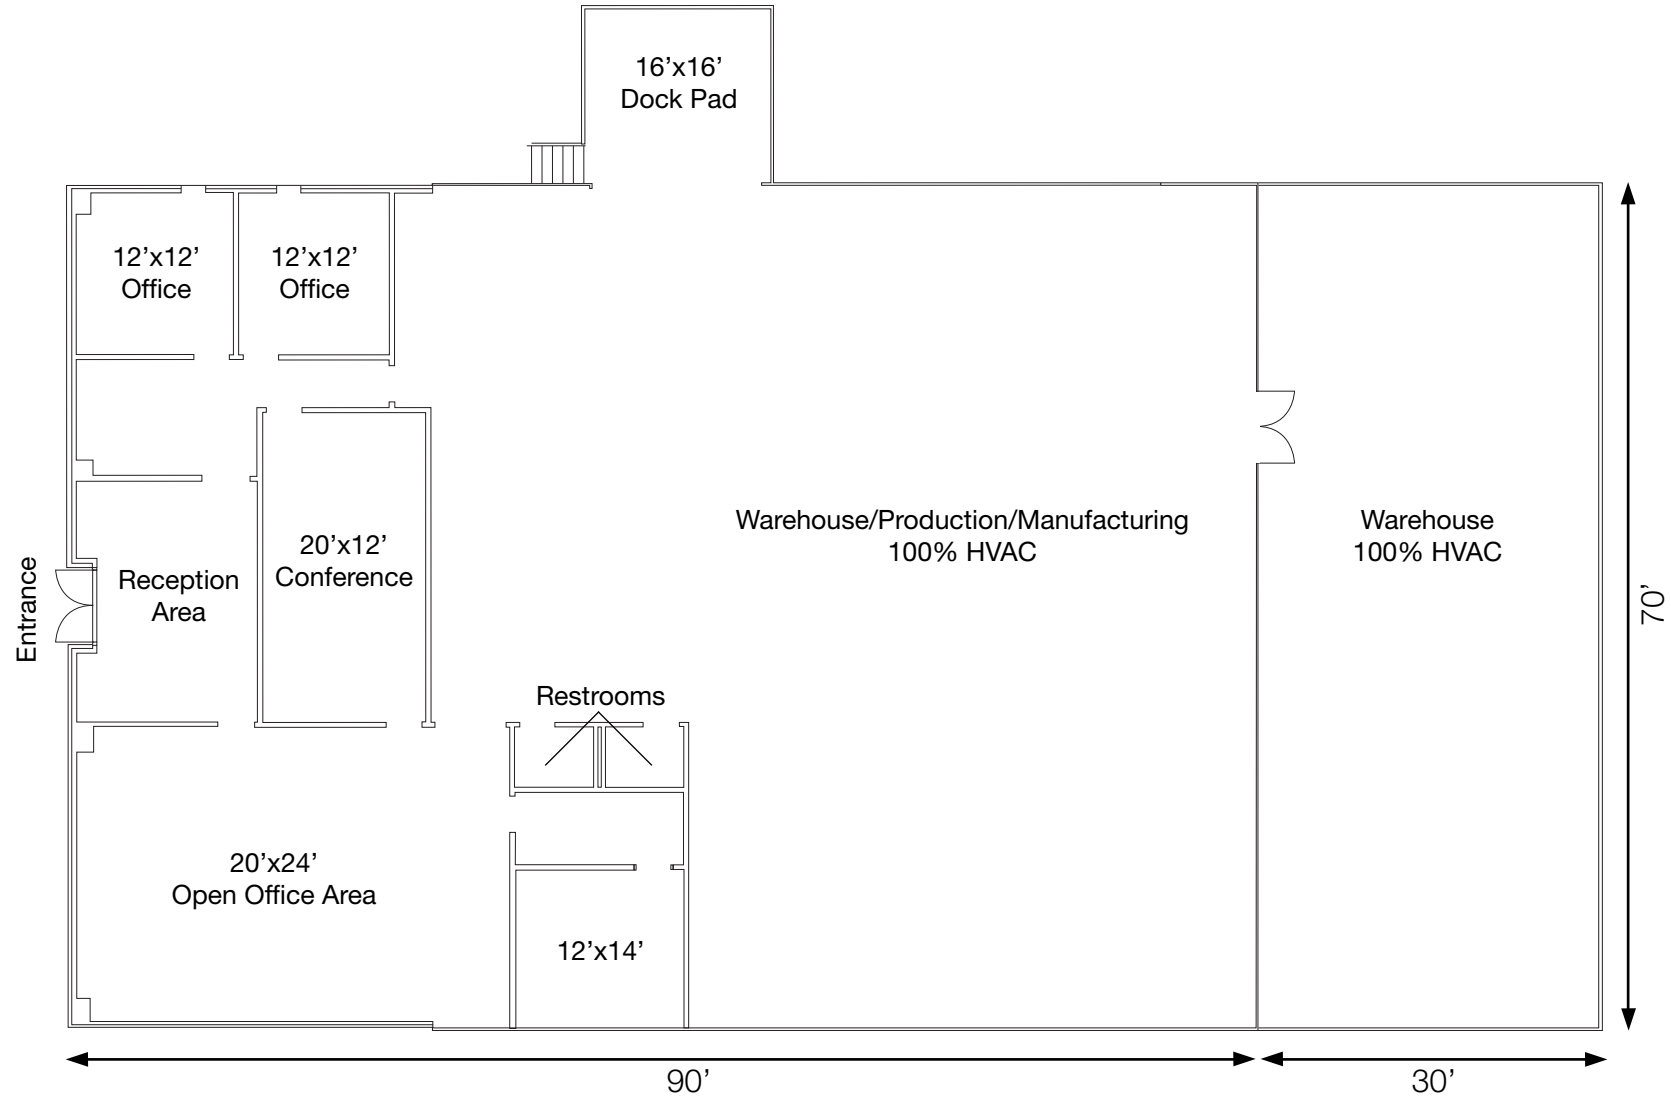 16’x16’
Dock Pad
12’x12’
Office
12’x12’
Office
Warehouse/Production/Manufacturing
100% HVAC
Warehouse
100% HVAC
20’x12’
Conference
Reception
Area
Entrance
70’
Restrooms
20’x24’
Open Office Area
12’x14’
90’
30’